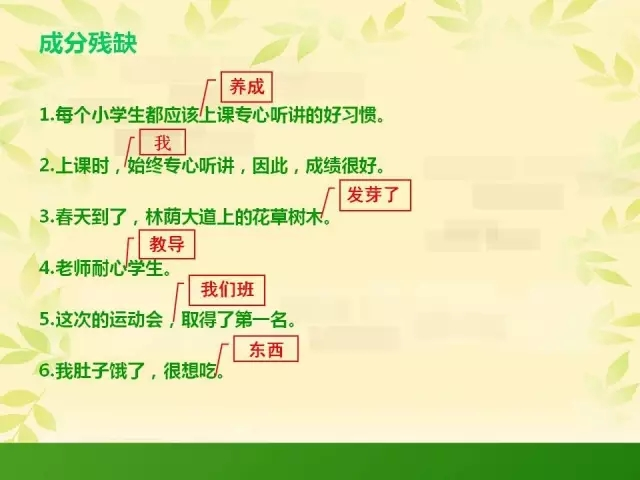 成分残缺
养成
1.每个小学生都应该上课专心听讲的好习惯。
我
2.上课时，始终专心听讲，因此，成绩很好。
发芽了
3.春天到了，林荫大道上的花草树木。
教导
4.老师耐心学生。
我们班
5.这次的运动会，取得了第一名。
东西
6.我肚子饿了，很想吃。